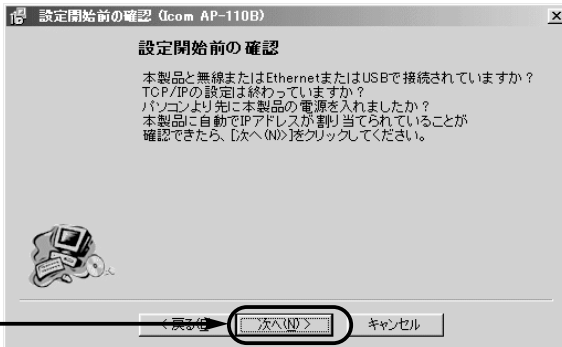 設定開始前の確認 (Icom AP-110B)
設定開始前の確認
本製品と無線またはEthernetまたはUSBで接続されていますか？
TCP/IPの設定は終わっていますか？
パソコンより先に本製品の電源を入れましたか？
本製品に自動でIPアドレスが割り当てられていることが
確認できたら、[次へ(N)>]をクリックしてください。
< 戻る(B)
次へ(N) >
キャンセル